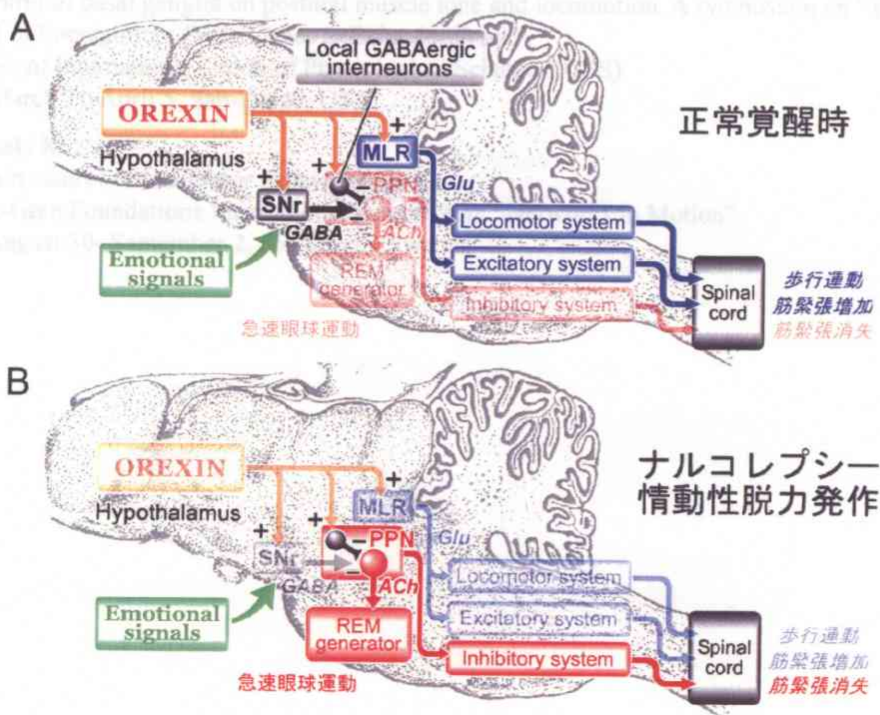 A
Local GABAergic
interneurons
正常覚醒時
OREXIN
Hypothalamus
+
+
+
MLR
SNr
GABA
−
PPN
−
Glu
ACh
Emotional
signals
REM
generator
急速眼球運動
Locomotor system
Excitatory system
Inhibitory system
Spinal
cord
歩行運動
筋緊張増加
筋緊張消失
B
ナルコレプシー
情動性脱力発作
OREXIN
Hypothalamus
+
+
+
MLR
SNr
GABA
−
PPN
−
Glu
ACh
Emotional
signals
REM
generator
急速眼球運動
Locomotor system
Excitatory system
Inhibitory system
Spinal
cord
歩行運動
筋緊張増加
筋緊張消失